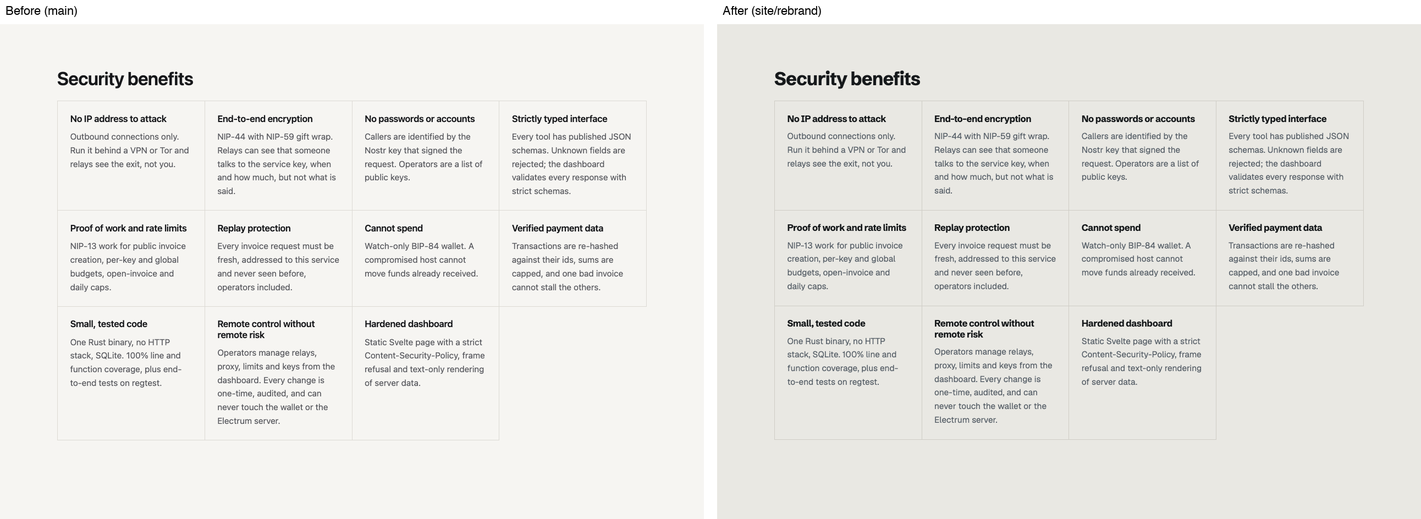 Before (main)
Security benefits
No IP address to attack
Outbound connections only.
Run it behind a VPN or Tor and
relays see the exit, not you.
End-to-end encryption
NIP-44 with NIP-59 gift wrap.
Relays can see that someone
talks to the service key, when
and how much, but not what is
said.
No passwords or accounts
Callers are identified by the
Nostr key that signed the
request. Operators are a list of
public keys.
Strictly typed interface
Every tool has published JSON
schemas. Unknown fields are
rejected; the dashboard
validates every response with
strict schemas.
Proof of work and rate limits
NIP-13 work for public invoice
creation, per-key and global
budgets, open-invoice and
daily caps.
Replay protection
Every invoice request must be
fresh, addressed to this service
and never seen before,
operators included.
Cannot spend
Watch-only BIP-84 wallet. A
compromised host cannot
move funds already received.
Verified payment data
Transactions are re-hashed
against their ids, sums are
capped, and one bad invoice
cannot stall the others.
Small, tested code
One Rust binary, no HTTP
stack, SQLite. 100% line and
function coverage, plus end-
to-end tests on regtest.
Remote control without
remote risk
Operators manage relays,
proxy, limits and keys from the
dashboard. Every change is
one-time, audited, and can
never touch the wallet or the
Electrum server.
Hardened dashboard
Static Svelte page with a strict
Content-Security-Policy, frame
refusal and text-only rendering
of server data.
After (site/rebrand)
Security benefits
No IP address to attack
Outbound connections only.
Run it behind a VPN or Tor and
relays see the exit, not you.
End-to-end encryption
NIP-44 with NIP-59 gift wrap.
Relays can see that someone
talks to the service key, when
and how much, but not what is
said.
No passwords or accounts
Callers are identified by the
Nostr key that signed the
request. Operators are a list of
public keys.
Strictly typed interface
Every tool has published JSON
schemas. Unknown fields are
rejected; the dashboard
validates every response with
strict schemas.
Proof of work and rate limits
NIP-13 work for public invoice
creation, per-key and global
budgets, open-invoice and
daily caps.
Replay protection
Every invoice request must be
fresh, addressed to this service
and never seen before,
operators included.
Cannot spend
Watch-only BIP-84 wallet. A
compromised host cannot
move funds already received.
Verified payment data
Transactions are re-hashed
against their ids, sums are
capped, and one bad invoice
cannot stall the others.
Small, tested code
One Rust binary, no HTTP
stack, SQLite. 100% line and
function coverage, plus end-
to-end tests on regtest.
Remote control without
remote risk
Operators manage relays,
proxy, limits and keys from the
dashboard. Every change is
one-time, audited, and can
never touch the wallet or the
Electrum server.
Hardened dashboard
Static Svelte page with a strict
Content-Security-Policy, frame
refusal and text-only rendering
of server data.